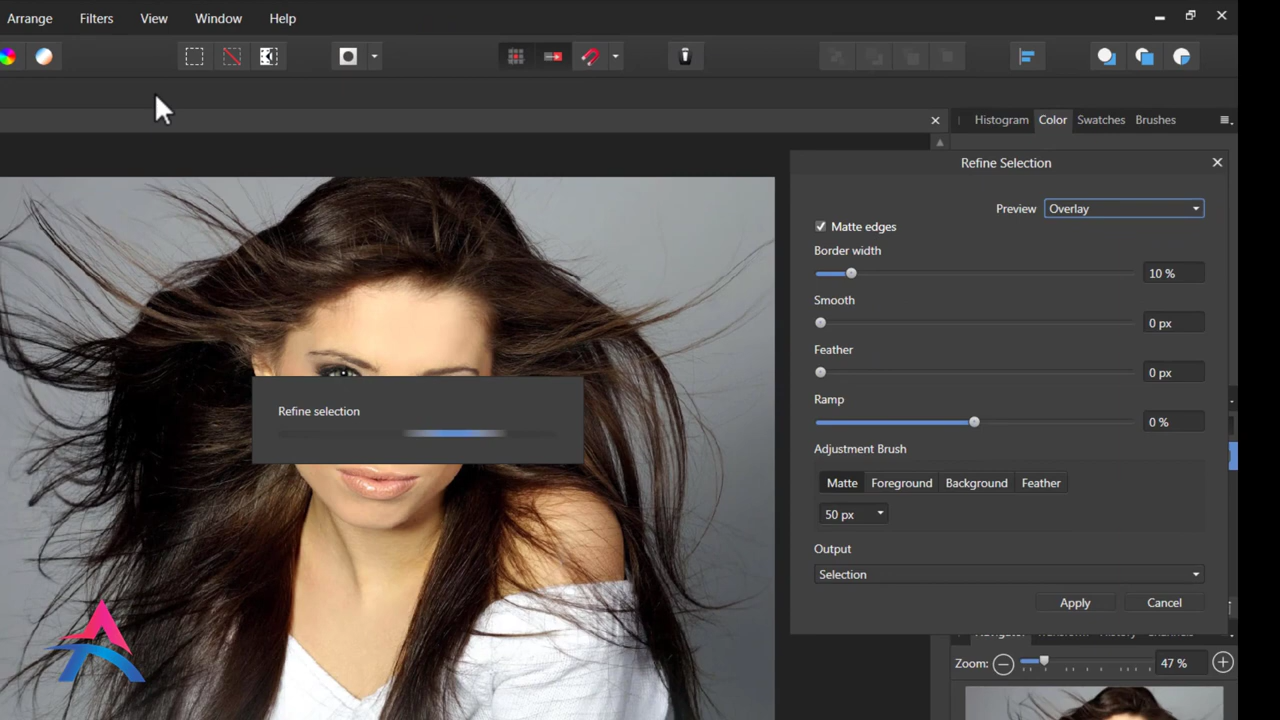 Arrange Filters View Window Help
Histogram Color Swatches Brushes
Refine Selection
Preview Overlay
Matte edges
Border width
10 %
Smooth
0 px
Feather
0 px
Refine selection
Ramp
0 %
Adjustment Brush
Matte Foreground Background Feather
50 px
Output
Selection
Apply Cancel
Zoom: 47 %